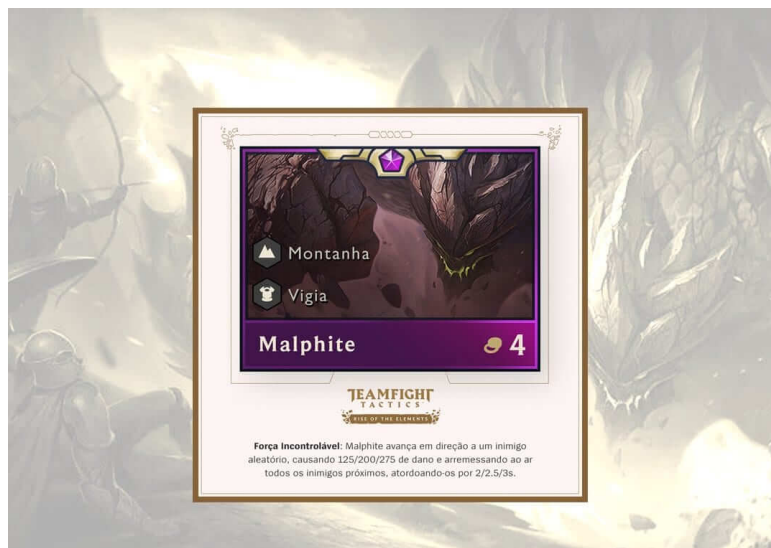 Montanha
Vigia
Malphite 4
TEAMFIGHT
TACTICS
RISE OF THE ELEMENTS
Força Incontrolável: Malphite avança em direção a um inimigo
aleatório, causando 125/200/275 de dano e arremessando ao ar
todos os inimigos próximos, atordoando-os por 2/2.5/3s.